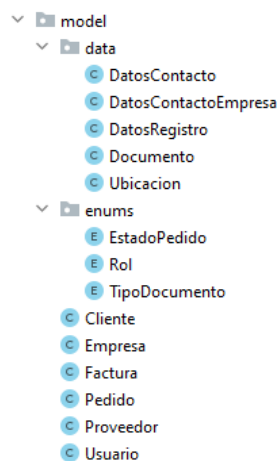 model
data
C DatosContacto
C DatosContactoEmpresa
C DatosRegistro
C Documento
C Ubicacion
enums
E EstadoPedido
E Rol
E TipoDocumento
C Cliente
C Empresa
C Factura
C Pedido
C Proveedor
C Usuario